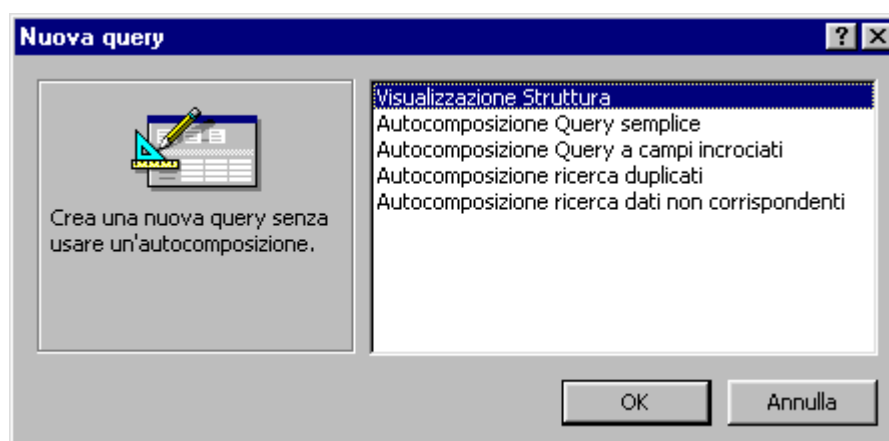 Nuova query
Visualizzazione Struttura
Autocomposizione Query semplice
Autocomposizione Query a campi incrociati
Autocomposizione ricerca duplicati
Autocomposizione ricerca dati non corrispondenti
Crea una nuova query senza
usare un'autocomposizione.
OK
Annulla